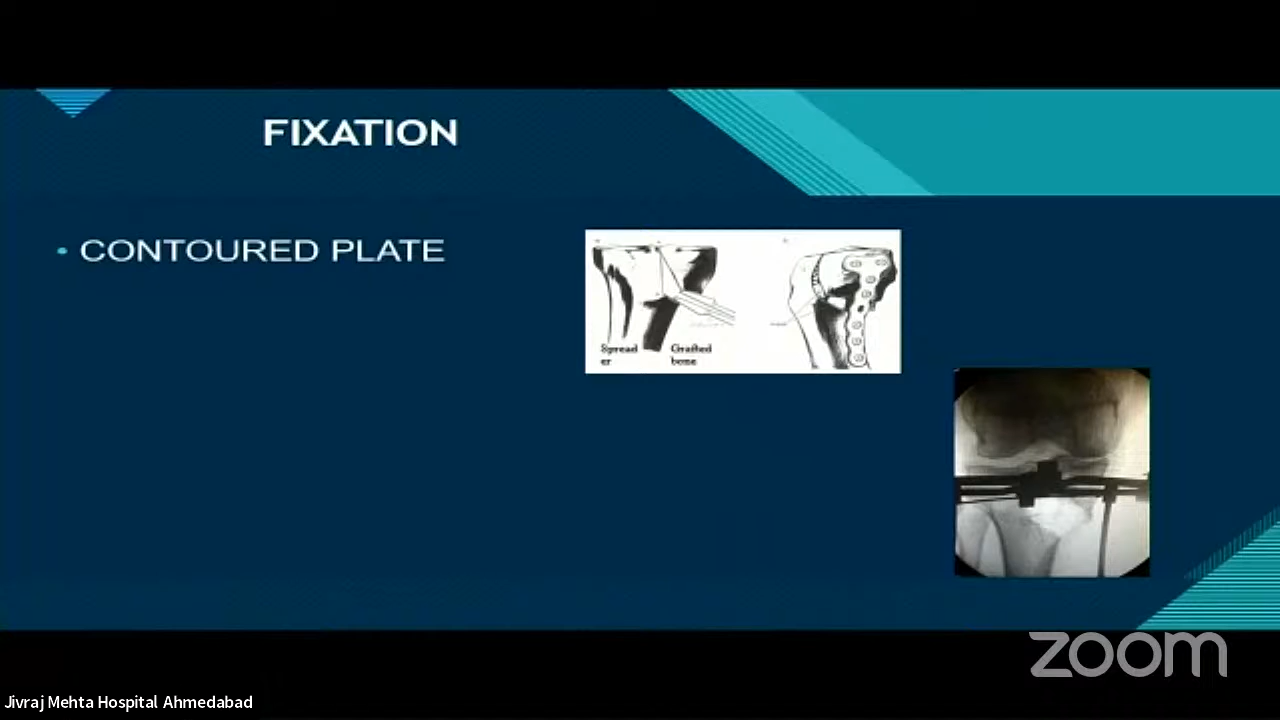 FIXATION
• CONTOURED PLATE
Spread
er
Grafted
bone
zoom
Jivraj Mehta Hospital Ahmedabad